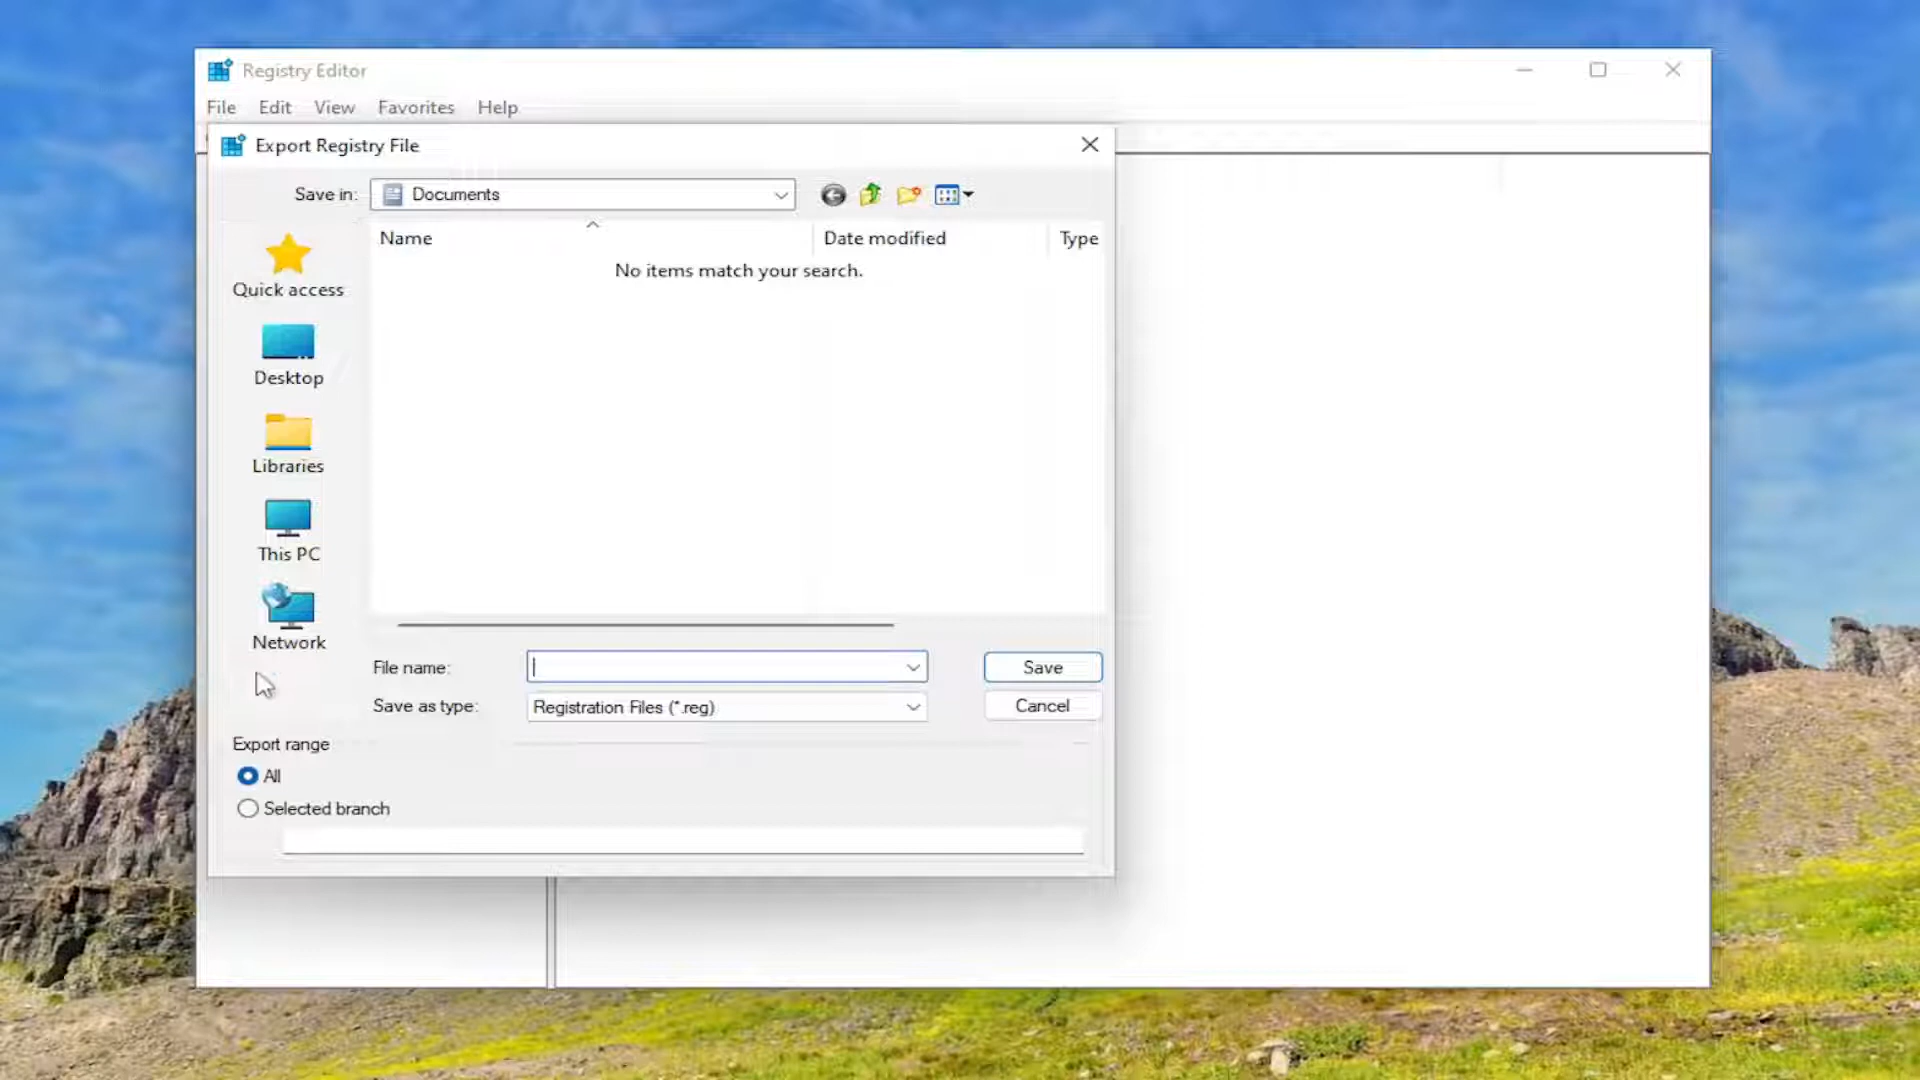 Registry Editor
File Edit View Favorites Help
Export Registry File
Save in: Documents
Name Date modified Type
No items match your search.
Quick access
Desktop
Libraries
This PC
Network
File name: Save
Save as type: Registration Files (*.reg) Cancel
Export range
All
Selected branch